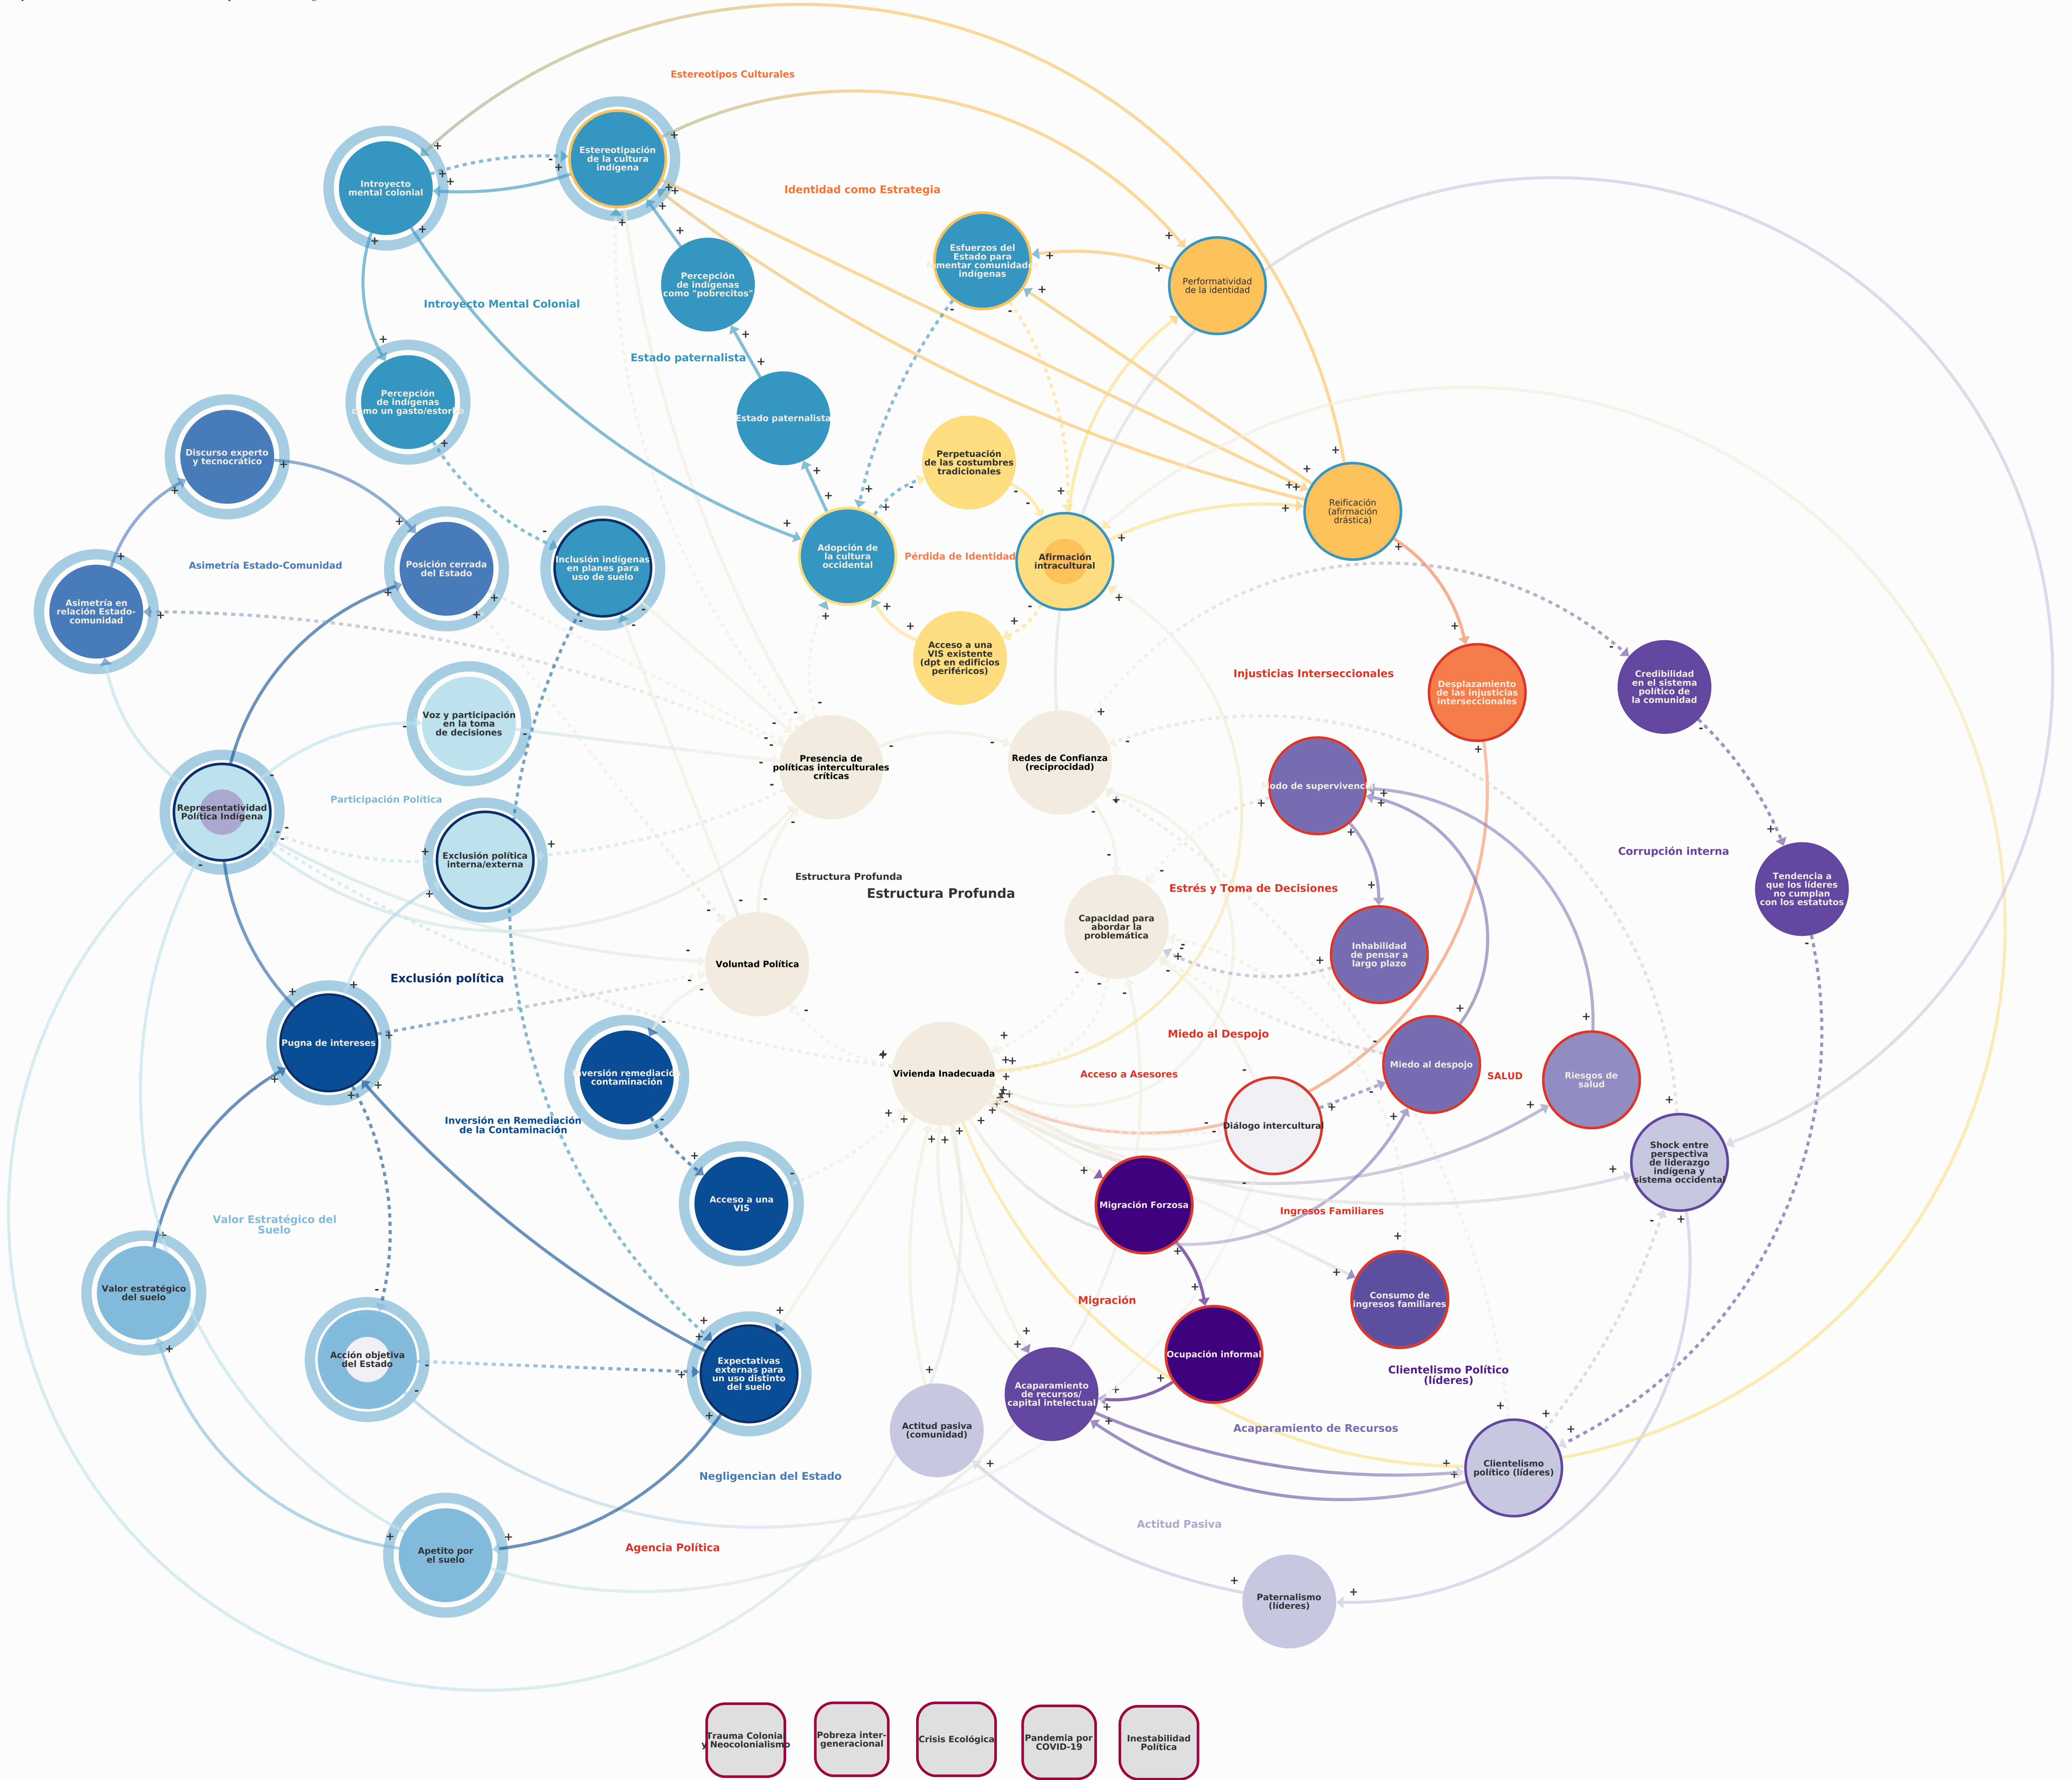 Estereotipos Culturales
Estereotipación
de la cultura
indígena
Introyecto
mental colonial
Identidad como Estrategia
Esfuerzos del
Estado para
fomentar comunidades
indígenas
Performatividad
de la identidad
Percepción
de indígenas
como "pobrecitos"
Introyecto Mental Colonial
Estado paternalista
Percepción
de indígenas
como un gasto/estorbo
Estado paternalista
Discurso experto
y tecnocrático
Perpetuación
de las costumbres
tradicionales
Reificación
(afirmación
drástica)
Asimetría Estado-Comunidad
Posición cerrada
del Estado
Inclusión indígenas
en planes para
uso de suelo
Adopción de
la cultura
occidental
Pérdida de Identidad
Afirmación
intracultural
Asimetría en
relación Estado-
comunidad
Acceso a una
VIS existente
(dpt en edificios
periféricos)
Injusticias Interseccionales
Desplazamiento
de las injusticias
interseccionales
Credibilidad
en el sistema
político de
la comunidad
Voz y participación
en la toma
de decisiones
Presencia de
políticas interculturales
críticas
Redes de Confianza
(reciprocidad)
Modo de supervivencia
Participación Política
Representatividad
Política Indígena
Exclusión política
interna/externa
Corrupción interna
Estructura Profunda
Estructura Profunda
Estrés y Toma de Decisiones
Tendencia a
que los líderes
no cumplan
con los estatutos
Capacidad para
abordar la
problemática
Inhabilidad
de pensar a
largo plazo
Voluntad Política
Exclusión política
Pugna de intereses
Miedo al Despojo
Inversión remediación
contaminación
Vivienda Inadecuada
Acceso a Asesores
Miedo al despojo
SALUD
Riesgos de
salud
Inversión en Remediación
de la Contaminación
Diálogo intercultural
Shock entre
perspectiva
de liderazgo
indígena y
sistema occidental
Acceso a una
VIS
Migración Forzosa
Ingresos Familiares
Valor Estratégico del
Suelo
Valor estratégico
del suelo
Migración
Consumo de
ingresos familiares
Acción objetiva
del Estado
Ocupación informal
Expectativas
externas para
un uso distinto
del suelo
Clientelismo Político
(líderes)
Acaparamiento
de recursos/
capital intelectual
Actitud pasiva
(comunidad)
Acaparamiento de Recursos
Clientelismo
político (líderes)
Negligencian del Estado
Actitud Pasiva
Agencia Política
Apetito por
el suelo
Paternalismo
(líderes)
Trauma Colonial
y Neocolonialismo
Pobreza inter-
generacional
Crisis Ecológica
Pandemia por
COVID-19
Inestabilidad
Política